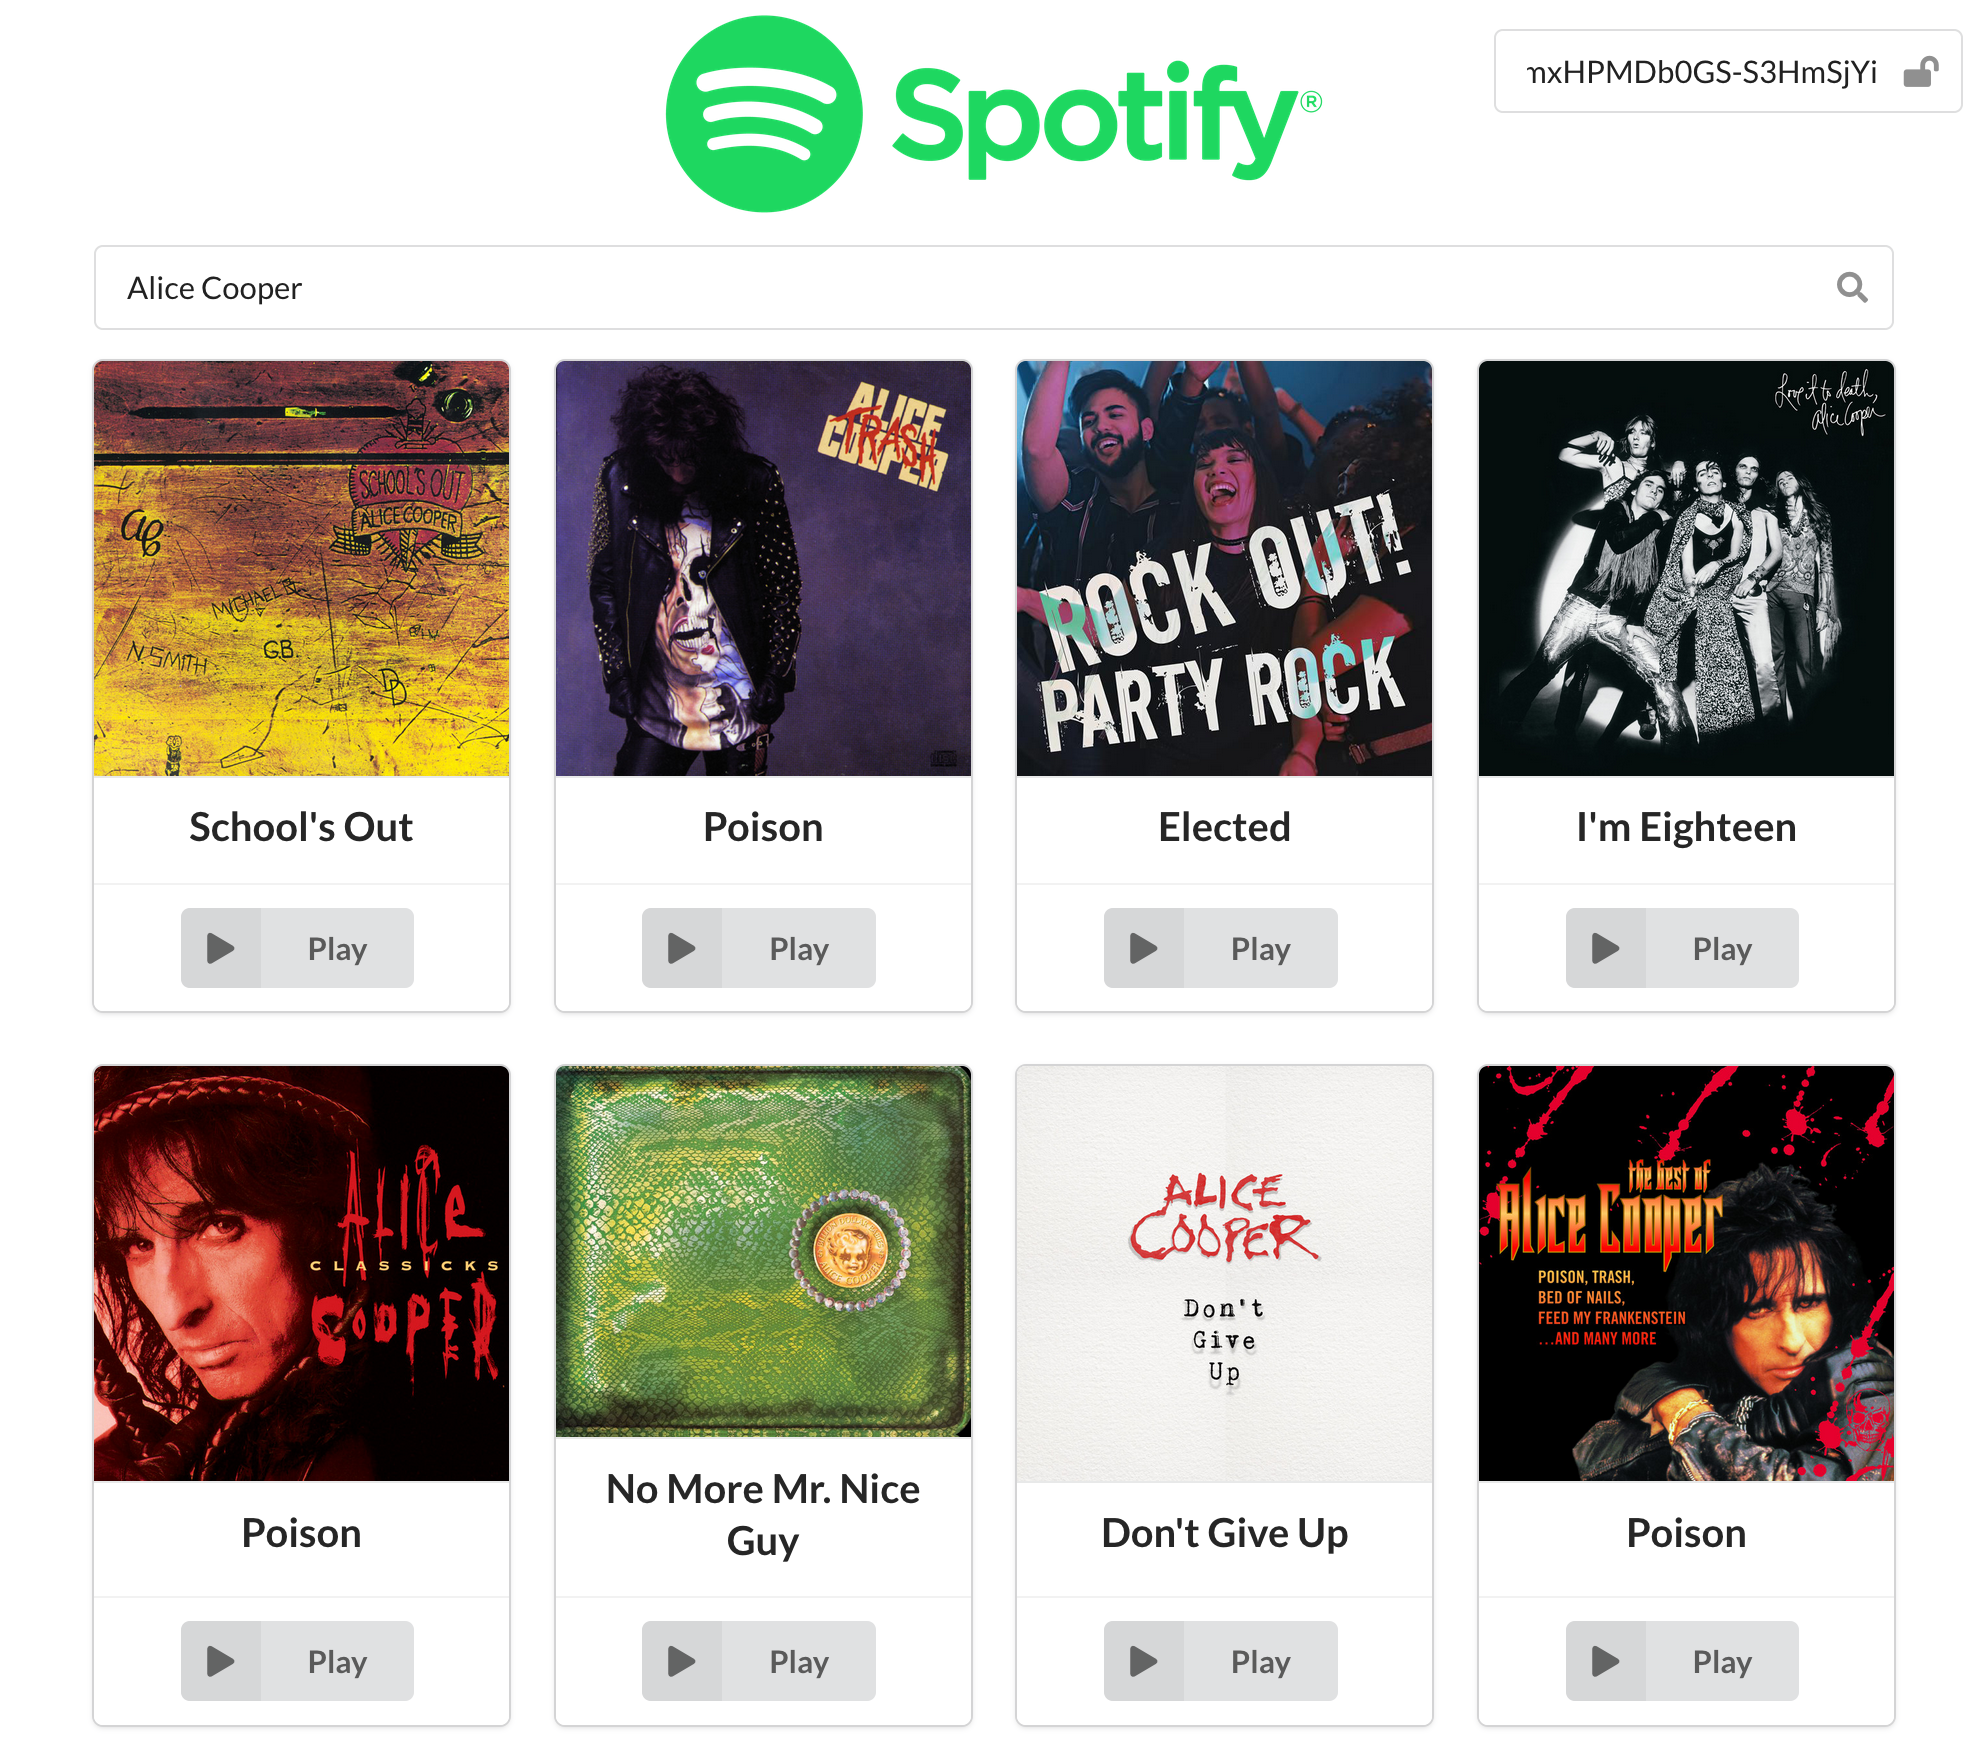 Spotify®
nxHPMDb0GS-S3HmSjYi
Alice Cooper
SCHOOL'S OUT
ALICE COOPER
MICHAEL B.
N. SMITH
G.B.
ALICE
COOPER
TRASH
ROCK OUT!
PARTY ROCK
Love it to death,
Alice Cooper
School's Out
Poison
Elected
I'm Eighteen
Play
Play
Play
Play
ALICE
CLASSICKS
COOPER
ALICE COOPER
ALICE
COOPER
Don't
Give
Up
the best of
Alice Cooper
POISON, TRASH,
BED OF NAILS,
FEED MY FRANKENSTEIN
...AND MANY MORE
Poison
No More Mr. Nice
Guy
Don't Give Up
Poison
Play
Play
Play
Play